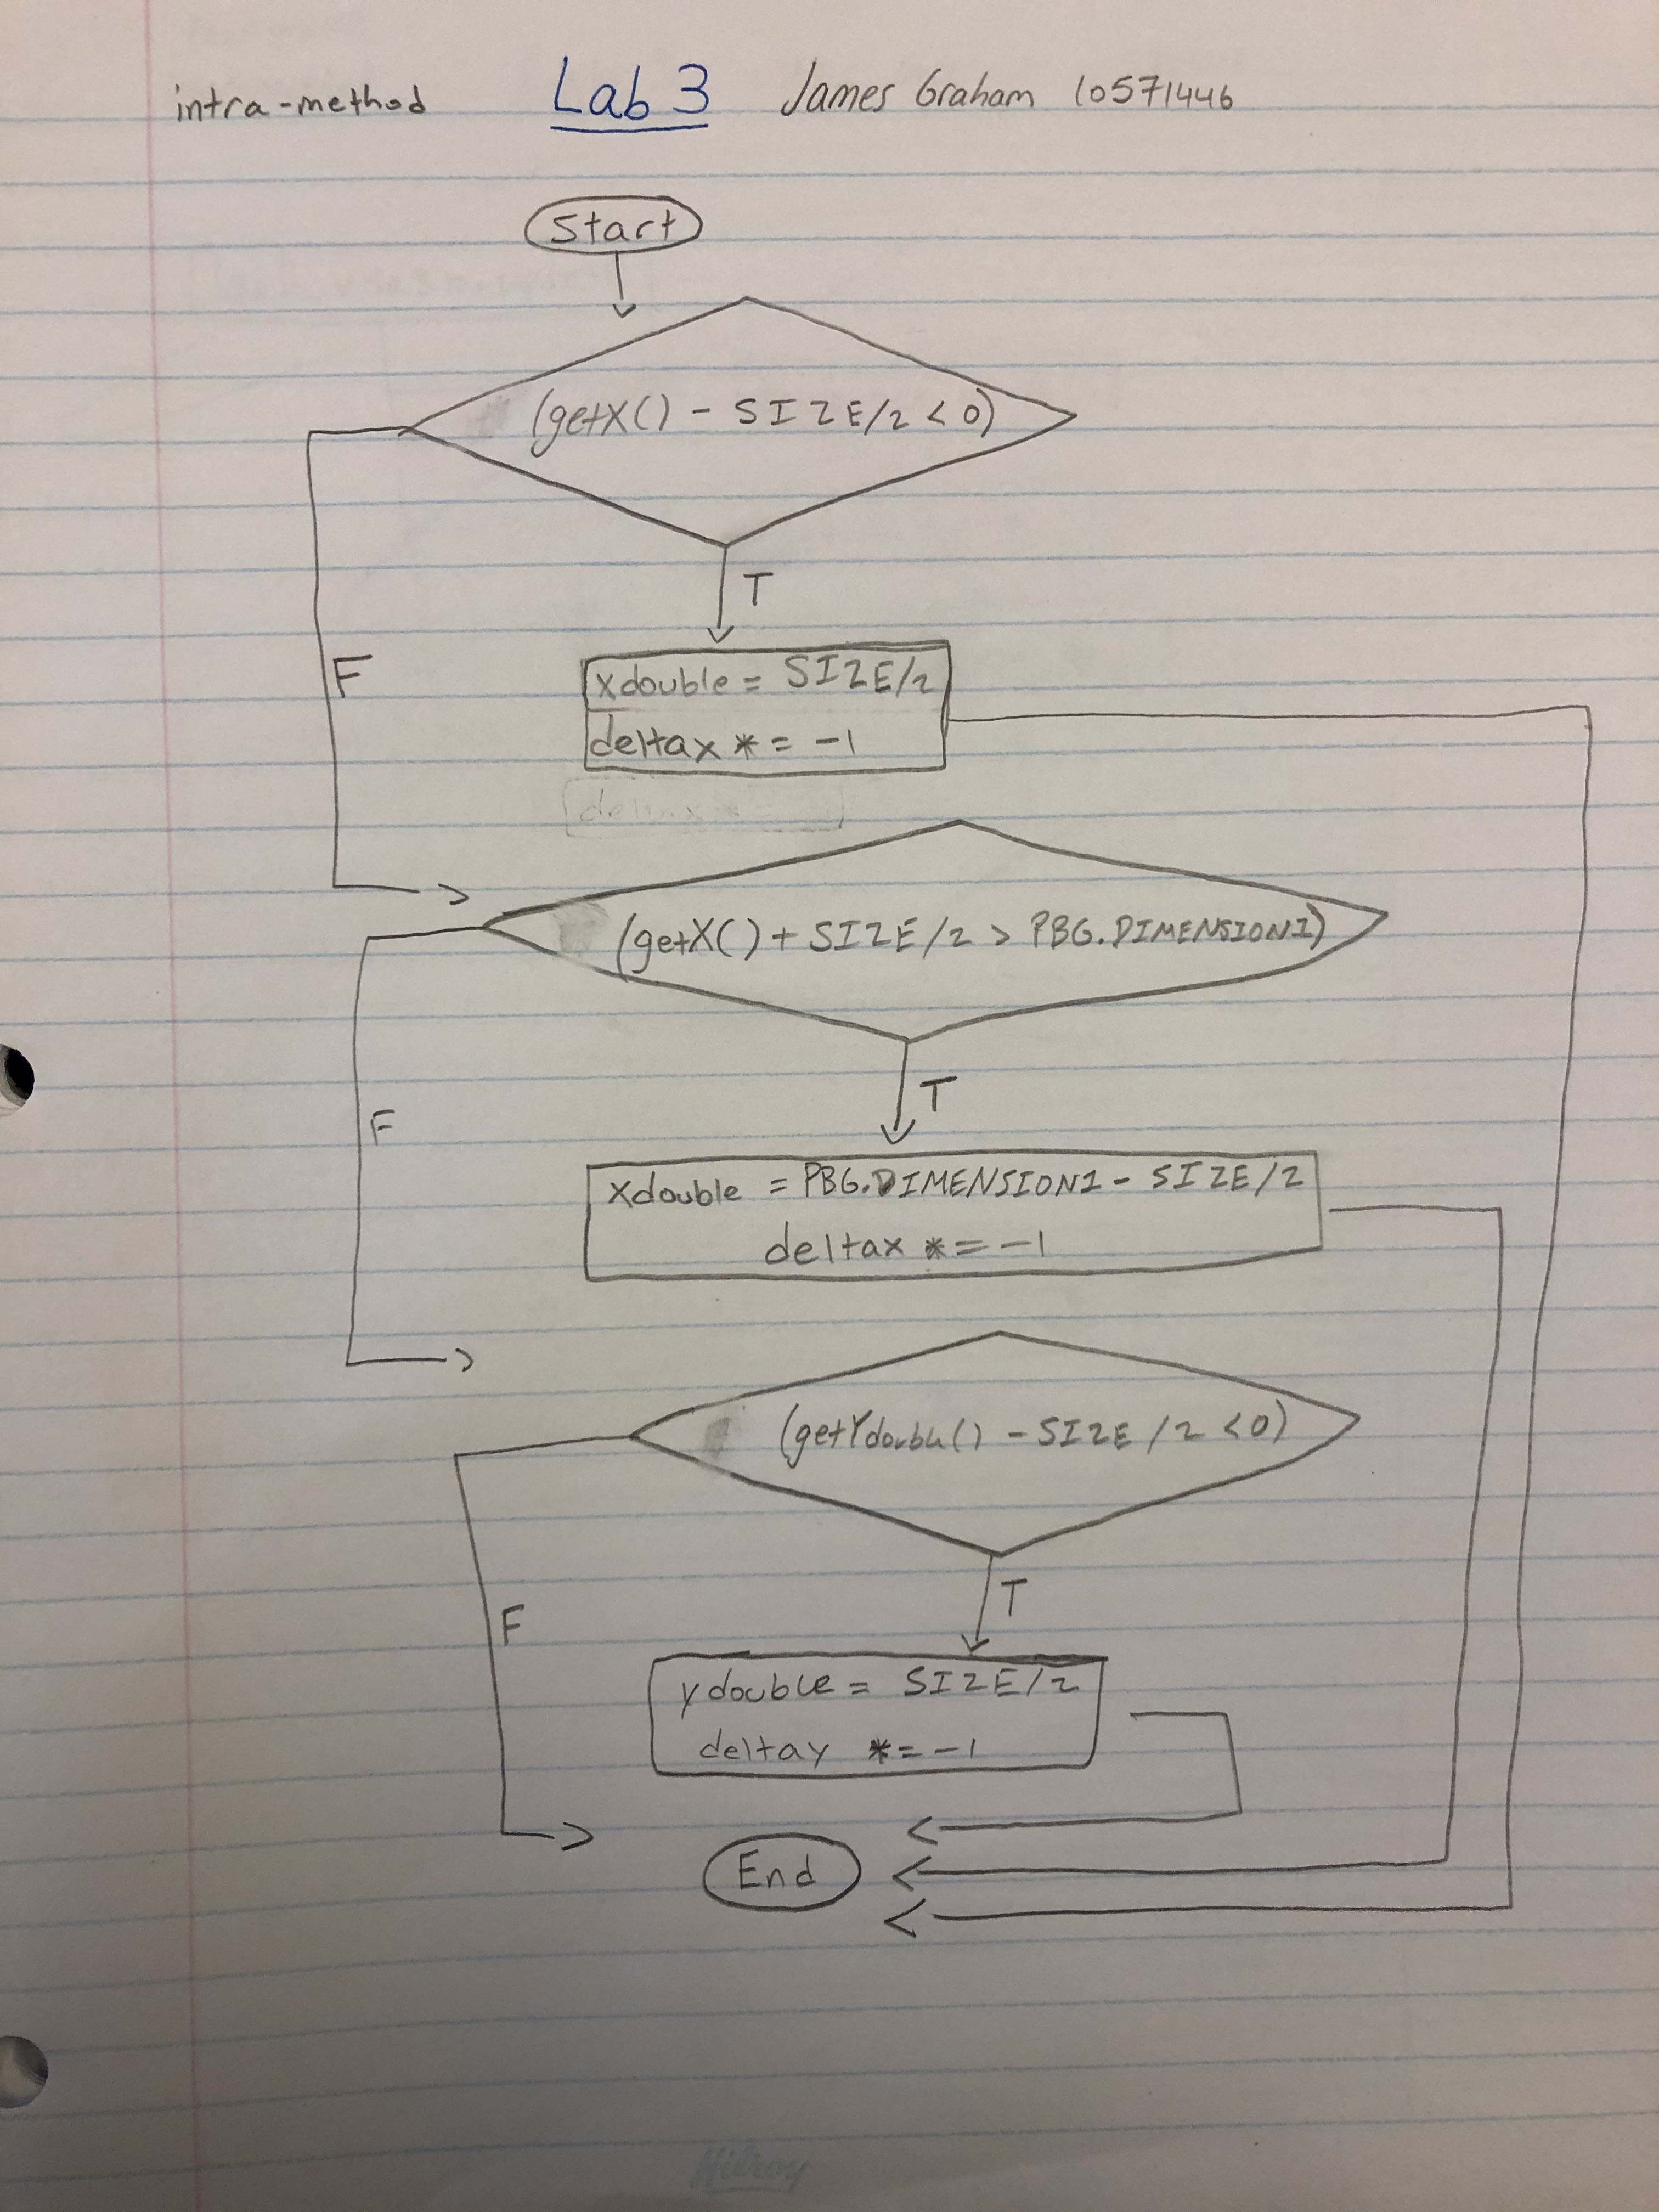 intra-method Lab 3 James Graham 10571446
Start
(getX() - SIZE/2 < 0)
T
F
xdouble = SIZE/2
deltax *= -1
(getX() + SIZE/2 > PBG.DIMENSION1)
T
F
xdouble = PBG.DIMENSION1 - SIZE/2
deltax *= -1
(getYdouble() - SIZE/2 < 0)
T
F
ydouble = SIZE/2
deltay *= -1
End
Hilroy